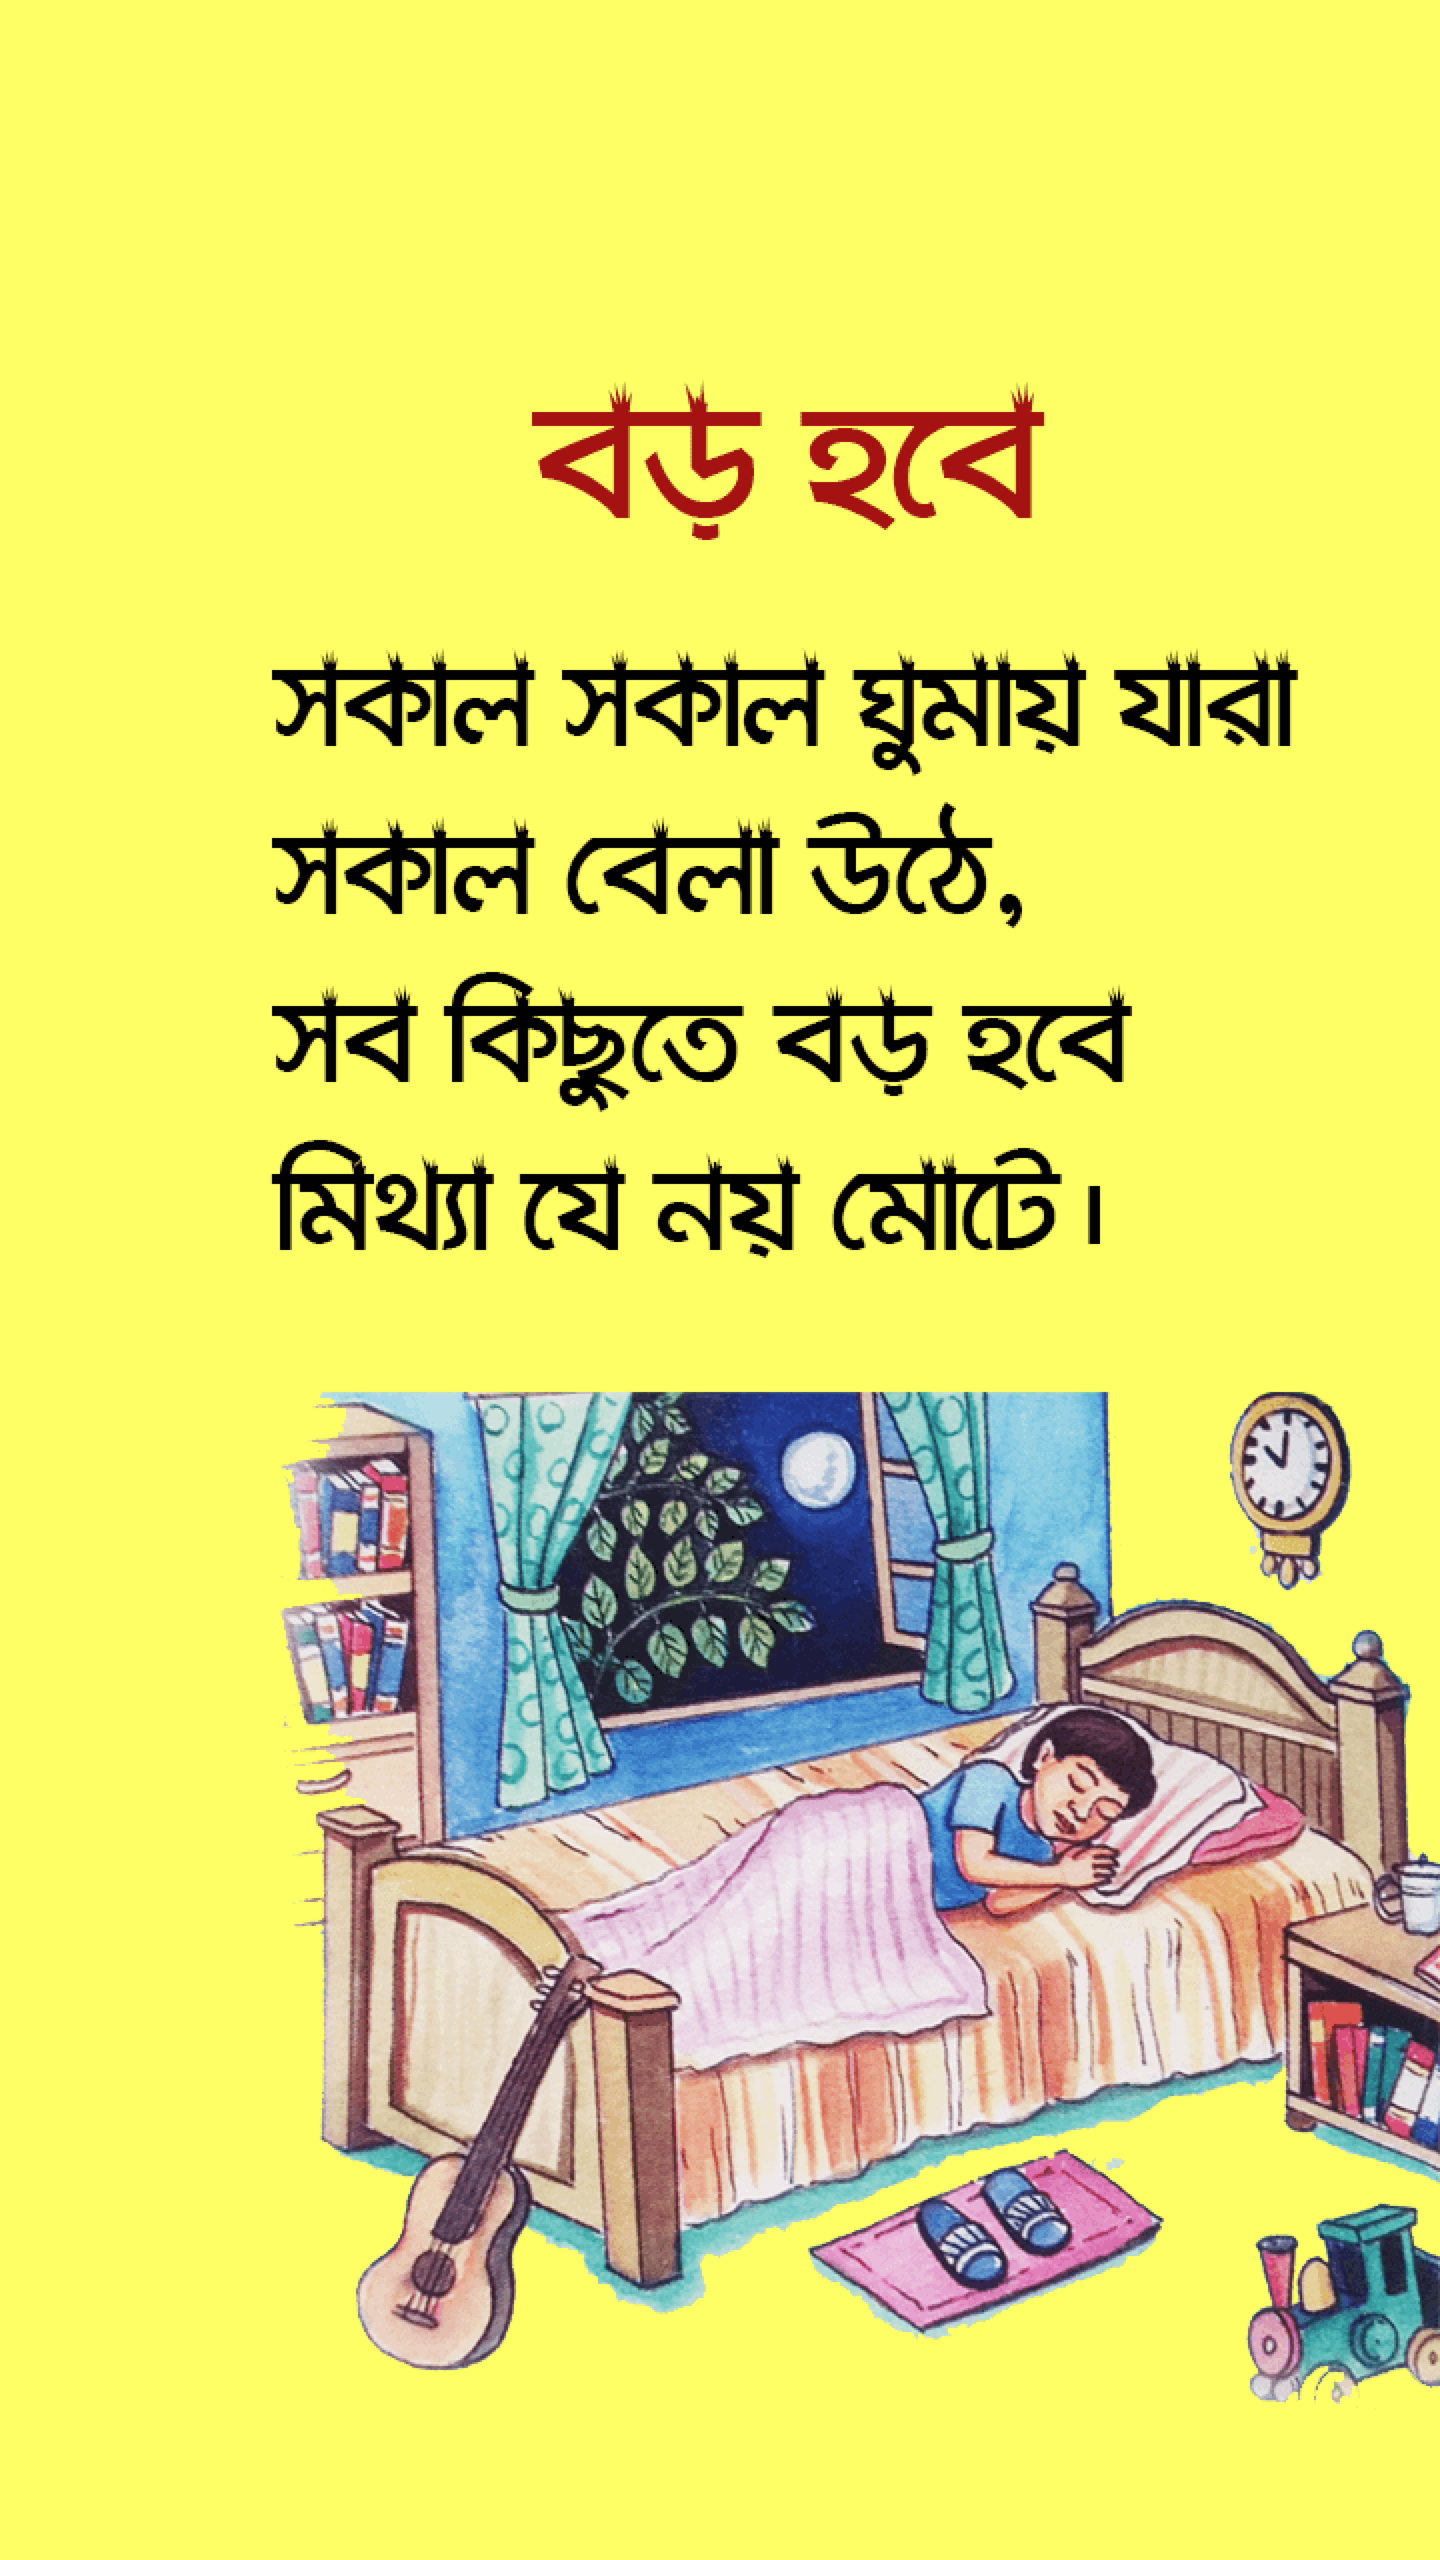 বড় হবে
সকাল সকাল ঘুমায় যারা
সকাল বেলা উঠে,
সব কিছুতে বড় হবে
মিথ্যা যে নয় মোটে।